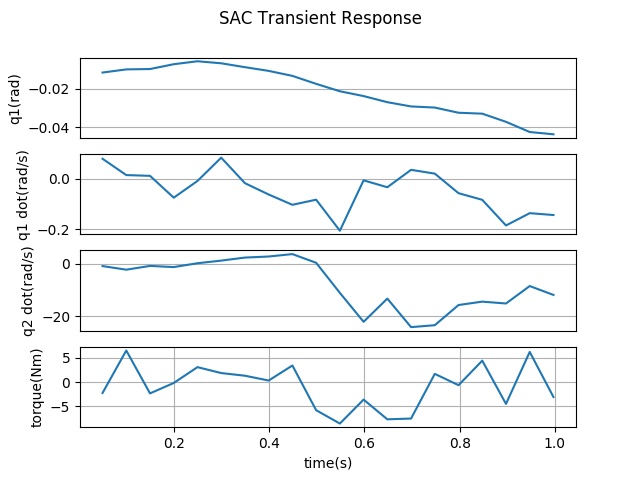 SAC Transient Response
q1(rad)
−0.02
−0.04
q1 dot(rad/s)
0.0
−0.2
q2 dot(rad/s)
0
−20
torque(Nm)
5
0
−5
0.2 0.4 0.6 0.8 1.0
time(s)